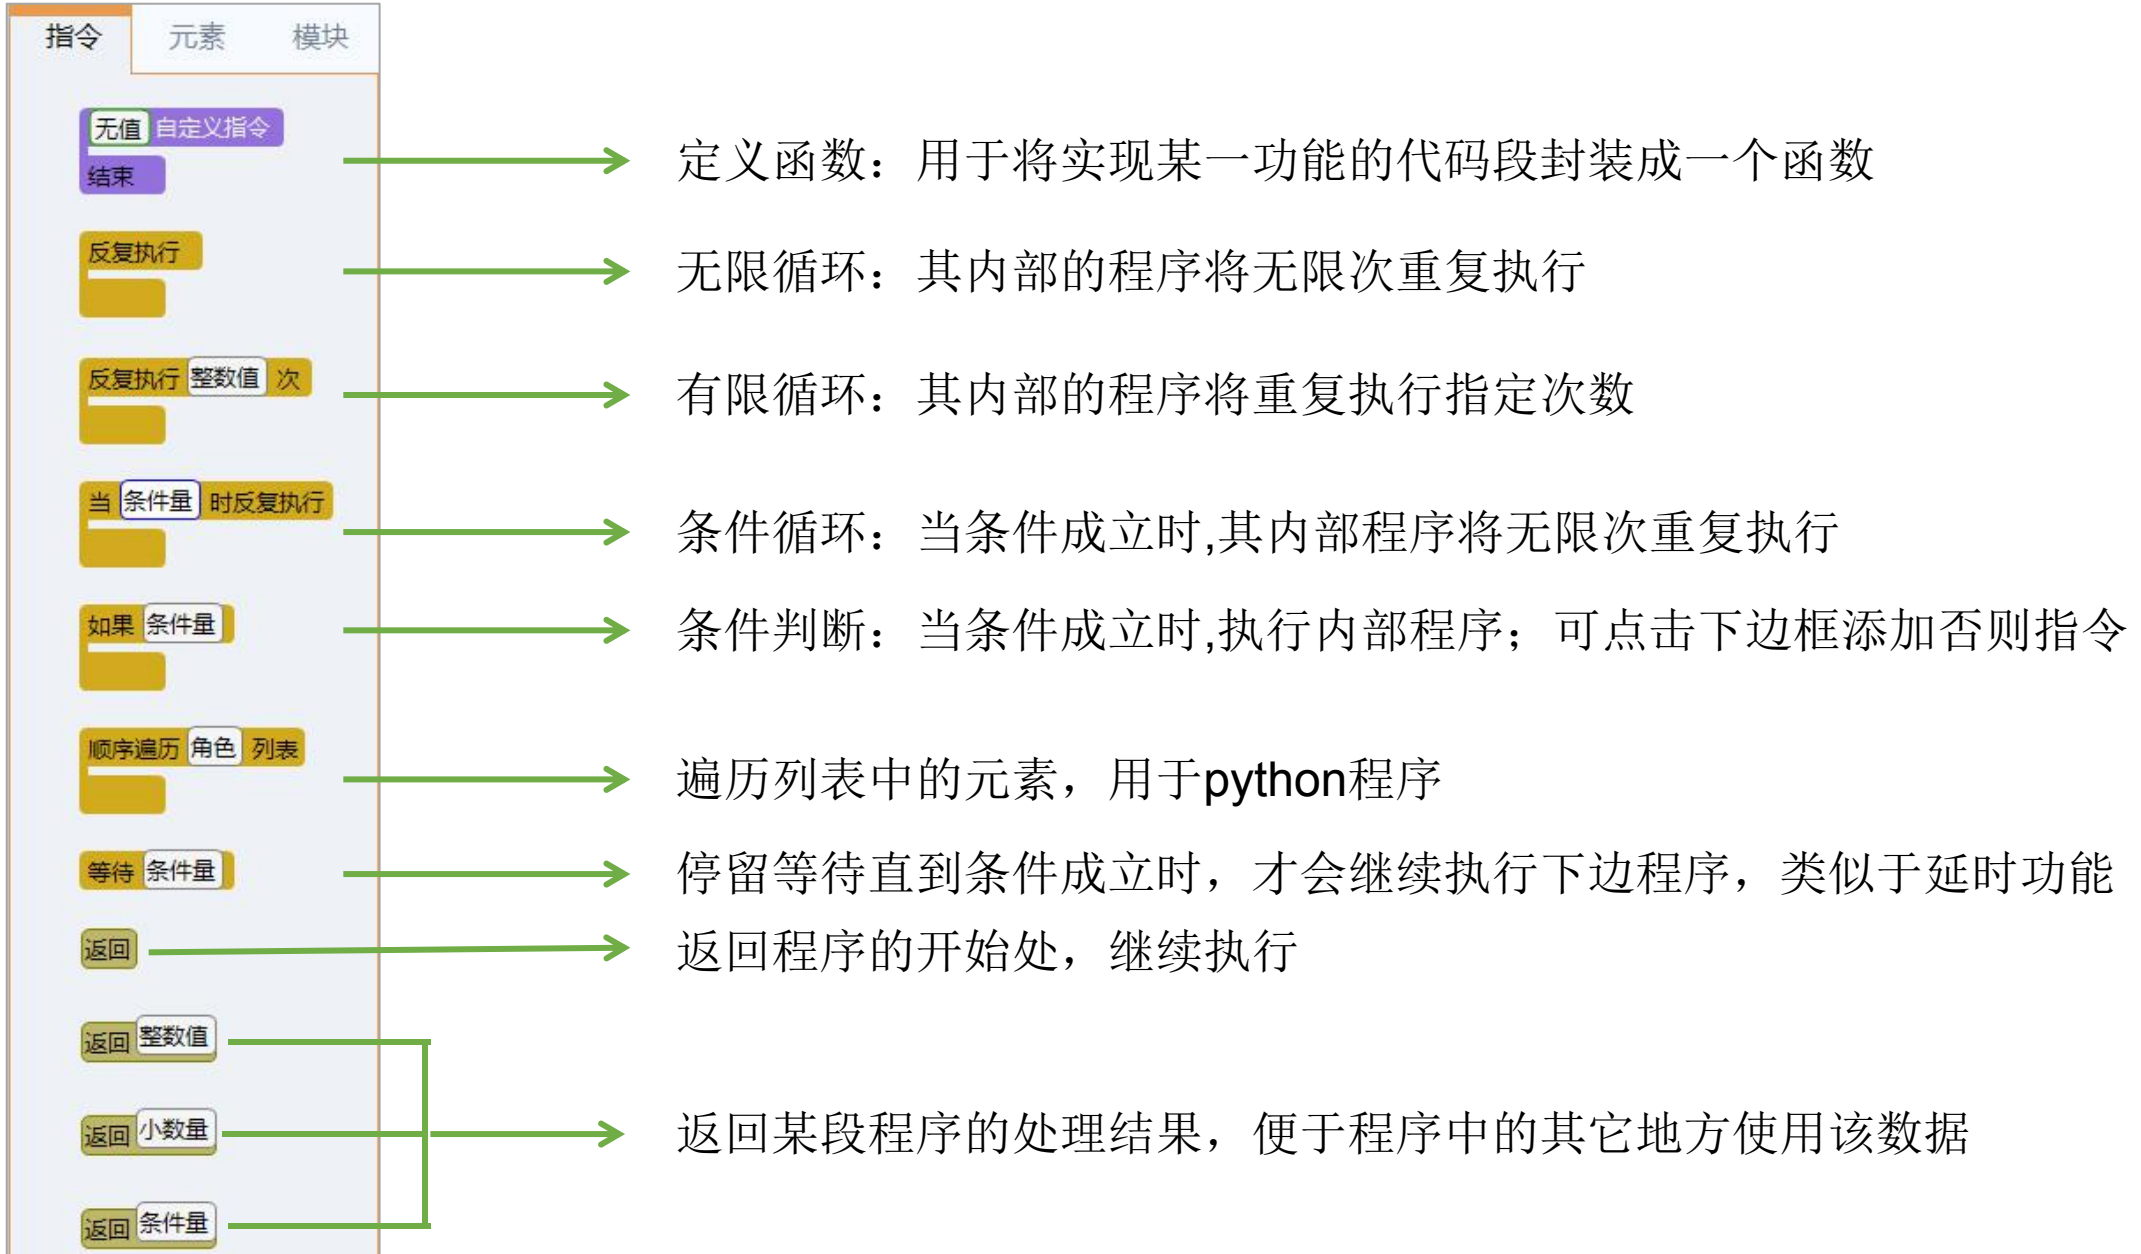 指令 元素 模块
无值 自定义指令
结束
定义函数：用于将实现某一功能的代码段封装成一个函数
反复执行
无限循环：其内部的程序将无限次重复执行
反复执行 整数值 次
有限循环：其内部的程序将重复执行指定次数
当 条件量 时反复执行
条件循环：当条件成立时,其内部程序将无限次重复执行
如果 条件量
条件判断：当条件成立时,执行内部程序；可点击下边框添加否则指令
顺序遍历 角色 列表
遍历列表中的元素，用于python程序
等待 条件量
停留等待直到条件成立时，才会继续执行下边程序，类似于延时功能
返回
返回程序的开始处，继续执行
返回 整数值
返回 小数量
返回某段程序的处理结果，便于程序中的其它地方使用该数据
返回 条件量